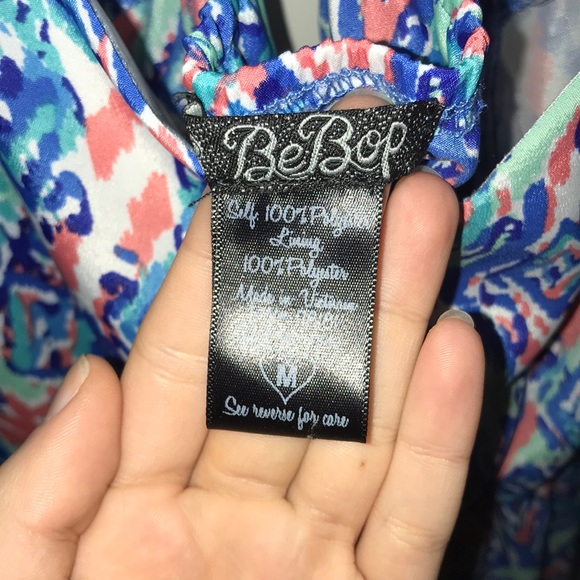 BeBop
Self 100% Polyester
Lining
100% Polyester
Made in Vietnam
M
See reverse for care